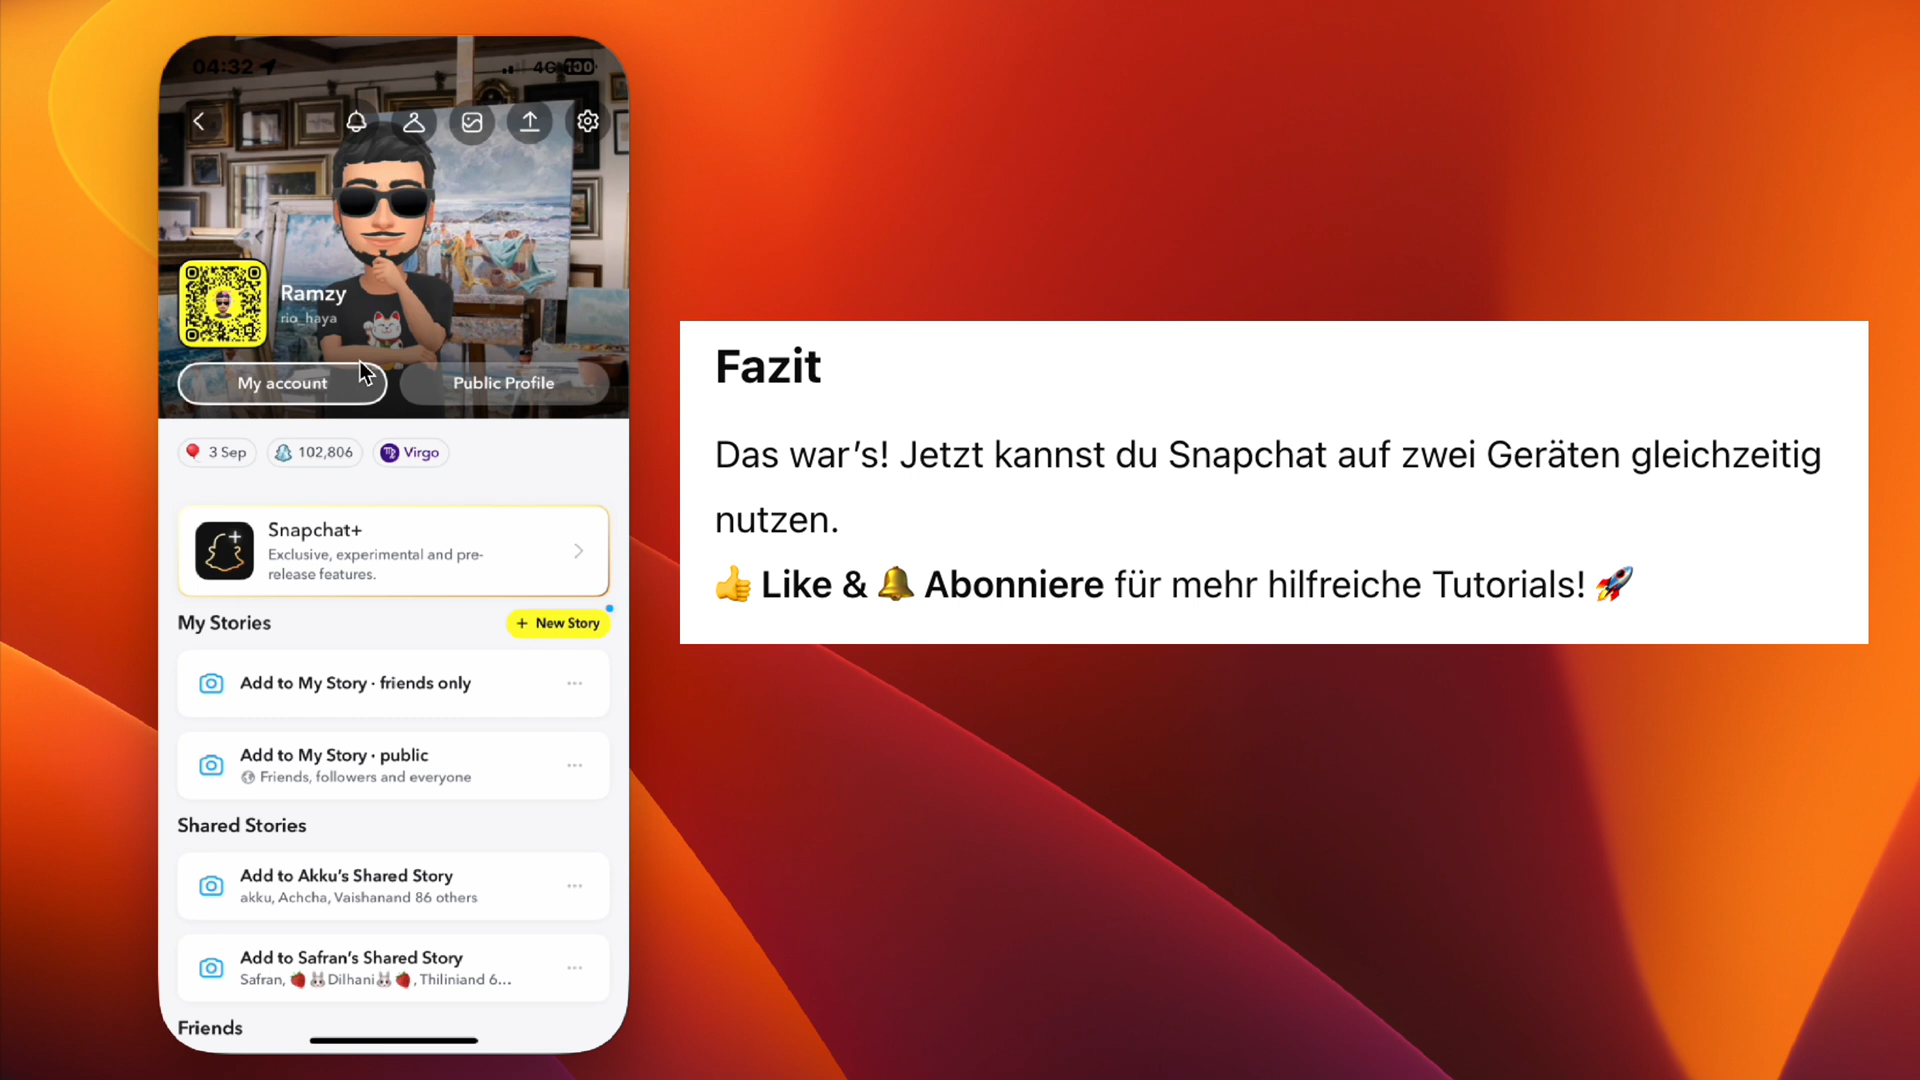 04:32
4G 100
Ramzy
rio_haya
My account
Public Profile
3 Sep
102,806
Virgo
Snapchat+
Exclusive, experimental and pre-
release features.
My Stories
+ New Story
Add to My Story · friends only
Add to My Story · public
Friends, followers and everyone
Shared Stories
Add to Akku's Shared Story
akku, Achcha, Vaishanand 86 others
Add to Safran's Shared Story
Safran, 🍓🐰Dilhani🐰🍓, Thiliniand 6...
Friends
Fazit
Das war's! Jetzt kannst du Snapchat auf zwei Geräten gleichzeitig
nutzen.
👍 Like & 🔔 Abonniere für mehr hilfreiche Tutorials! 🚀